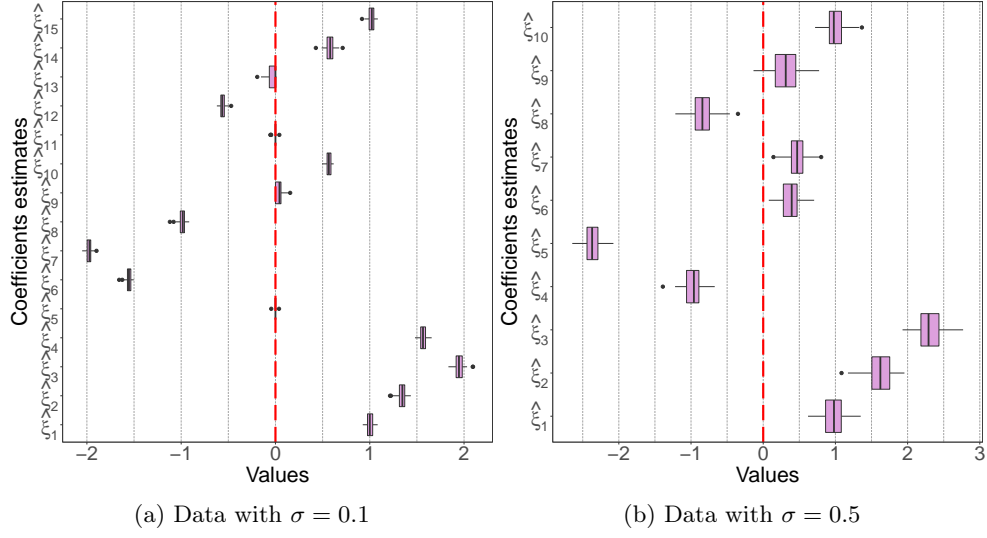 Coefficients estimates
ξ̂15
ξ̂14
ξ̂13
ξ̂12
ξ̂11
ξ̂10
ξ̂9
ξ̂8
ξ̂7
ξ̂6
ξ̂5
ξ̂4
ξ̂3
ξ̂2
ξ̂1
−2 −1 0 1 2
Values
(a) Data with σ = 0.1
Coefficients estimates
ξ̂10
ξ̂9
ξ̂8
ξ̂7
ξ̂6
ξ̂5
ξ̂4
ξ̂3
ξ̂2
ξ̂1
−2 −1 0 1 2 3
Values
(b) Data with σ = 0.5